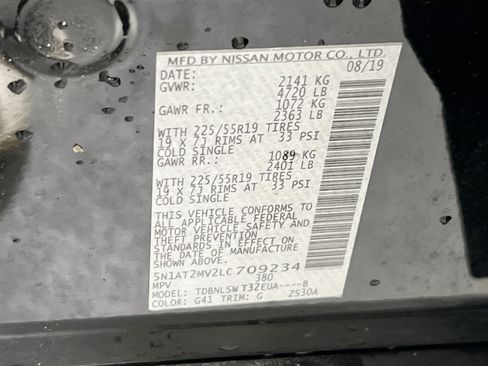 MFD BY NISSAN MOTOR CO., LTD.
DATE: 08/19
GVWR: 2141 KG
4720 LB
GAWR FR.: 1072 KG
2363 LB
WITH 225/55R19 TIRES
19 X 7J RIMS AT 33 PSI
COLD SINGLE
GAWR RR.: 1089 KG
2401 LB
WITH 225/55R19 TIRES
19 X 7J RIMS AT 33 PSI
COLD SINGLE
THIS VEHICLE CONFORMS TO
ALL APPLICABLE FEDERAL
MOTOR VEHICLE SAFETY AND
THEFT PREVENTION
STANDARDS IN EFFECT ON
THE DATE OF MANUFACTURE
SHOWN ABOVE.
5N1AT2MV2LC709234
MPV 380
MODEL: TDBNLSWT32EUA----B
COLOR: G41 TRIM: G ZS30A